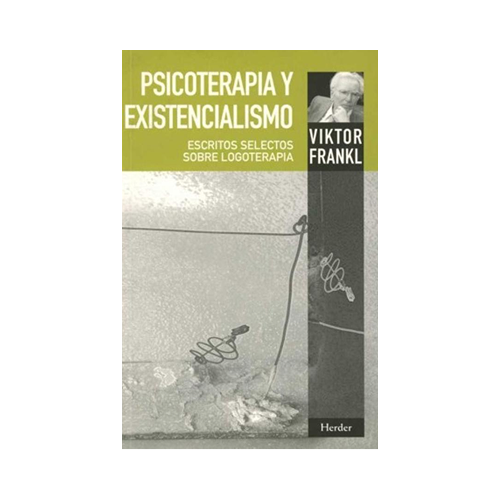 PSICOTERAPIA Y
EXISTENCIALISMO
ESCRITOS SELECTOS
SOBRE LOGOTERAPIA
VIKTOR
FRANKL
Herder